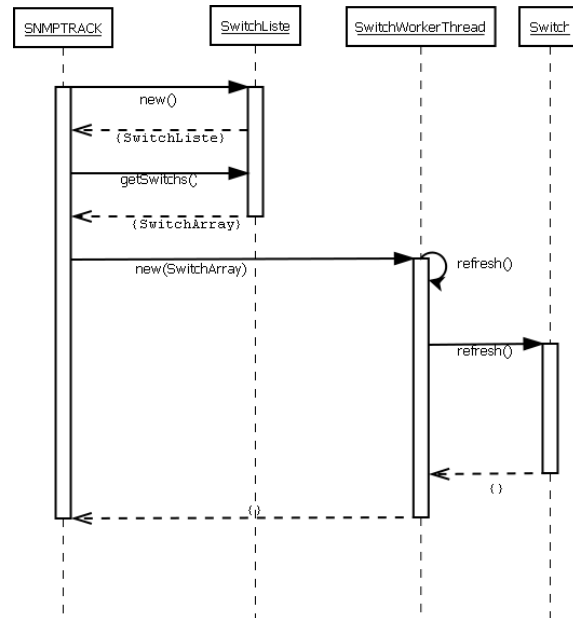 SNMPTRACK
SwitchListe
SwitchWorkerThread
Switch
new()
{SwitchListe}
getSwitchs()
{SwitchArray}
new(SwitchArray)
refresh()
refresh()
{}
{}